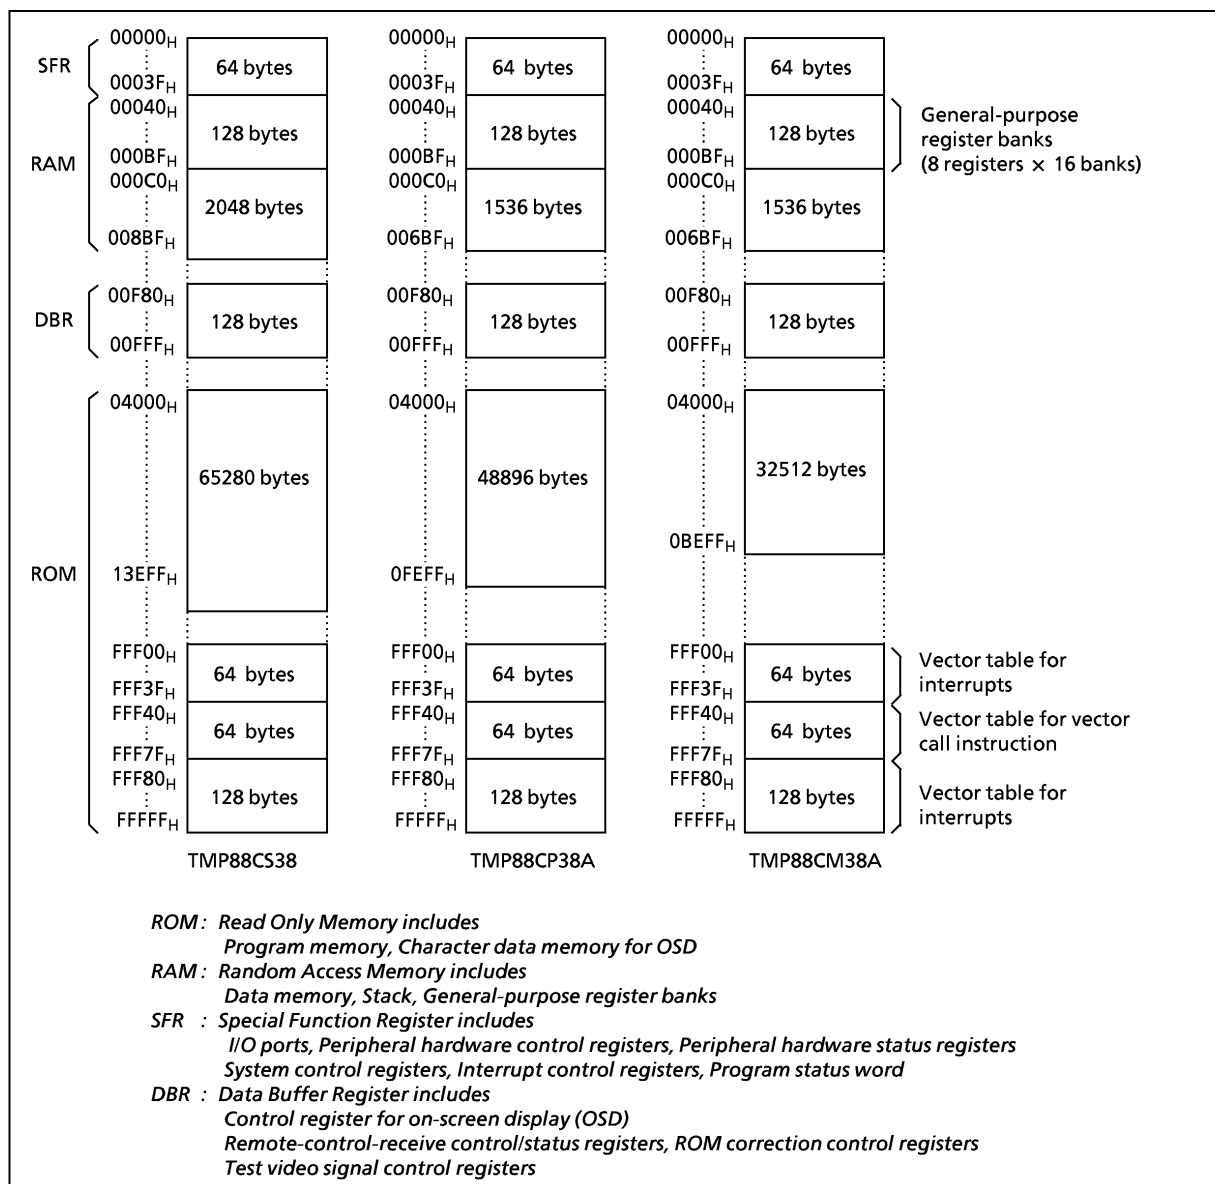 SFR
00000H
0003FH
64 bytes
00000H
0003FH
64 bytes
00000H
0003FH
64 bytes
RAM
00040H
000BFH
128 bytes
00040H
000BFH
128 bytes
00040H
000BFH
128 bytes
General-purpose
register banks
(8 registers × 16 banks)
000C0H
008BFH
2048 bytes
000C0H
006BFH
1536 bytes
000C0H
006BFH
1536 bytes
DBR
00F80H
00FFFH
128 bytes
00F80H
00FFFH
128 bytes
00F80H
00FFFH
128 bytes
ROM
04000H
13EFFH
65280 bytes
04000H
0FEFFH
48896 bytes
04000H
0BEFFH
32512 bytes
FFF00H
FFF3FH
64 bytes
FFF00H
FFF3FH
64 bytes
FFF00H
FFF3FH
64 bytes
Vector table for
interrupts
FFF40H
FFF7FH
64 bytes
FFF40H
FFF7FH
64 bytes
FFF40H
FFF7FH
64 bytes
Vector table for vector
call instruction
FFF80H
FFFFFH
128 bytes
FFF80H
FFFFFH
128 bytes
FFF80H
FFFFFH
128 bytes
Vector table for
interrupts
TMP88CS38
TMP88CP38A
TMP88CM38A
ROM : Read Only Memory includes
Program memory, Character data memory for OSD
RAM : Random Access Memory includes
Data memory, Stack, General-purpose register banks
SFR : Special Function Register includes
I/O ports, Peripheral hardware control registers, Peripheral hardware status registers
System control registers, Interrupt control registers, Program status word
DBR : Data Buffer Register includes
Control register for on-screen display (OSD)
Remote-control-receive control/status registers, ROM correction control registers
Test video signal control registers